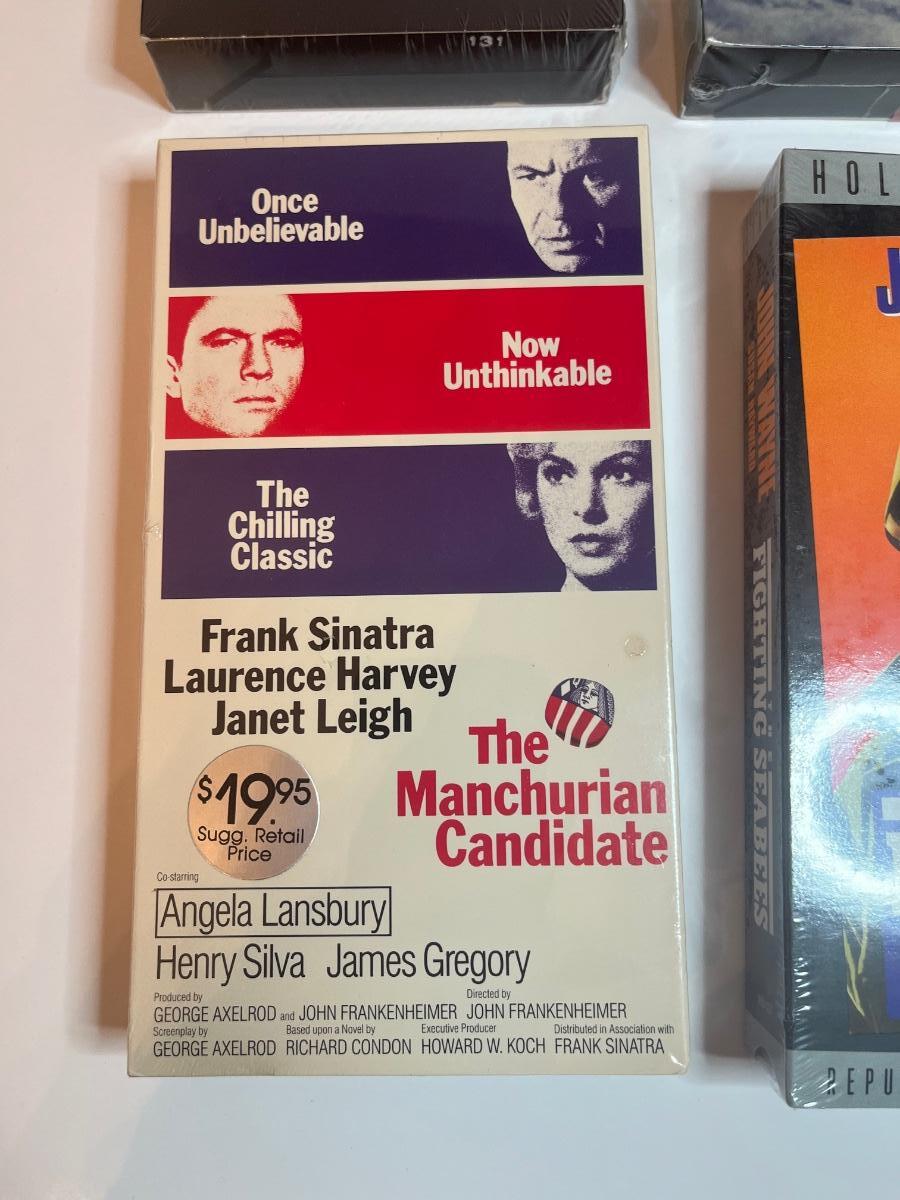 131
Once
Unbelievable
Now
Unthinkable
The
Chilling
Classic
Frank Sinatra
Laurence Harvey
Janet Leigh
The
Manchurian
Candidate
$19.95
Sugg. Retail
Price
Co-starring
Angela Lansbury
Henry Silva James Gregory
Produced by Directed by
GEORGE AXELROD and JOHN FRANKENHEIMER JOHN FRANKENHEIMER
Screenplay by Based upon a Novel by Executive Producer Distributed in Association with
GEORGE AXELROD RICHARD CONDON HOWARD W. KOCH FRANK SINATRA
HOL
J
JOHN WAYNE
FIGHTING SEABEES
REPU